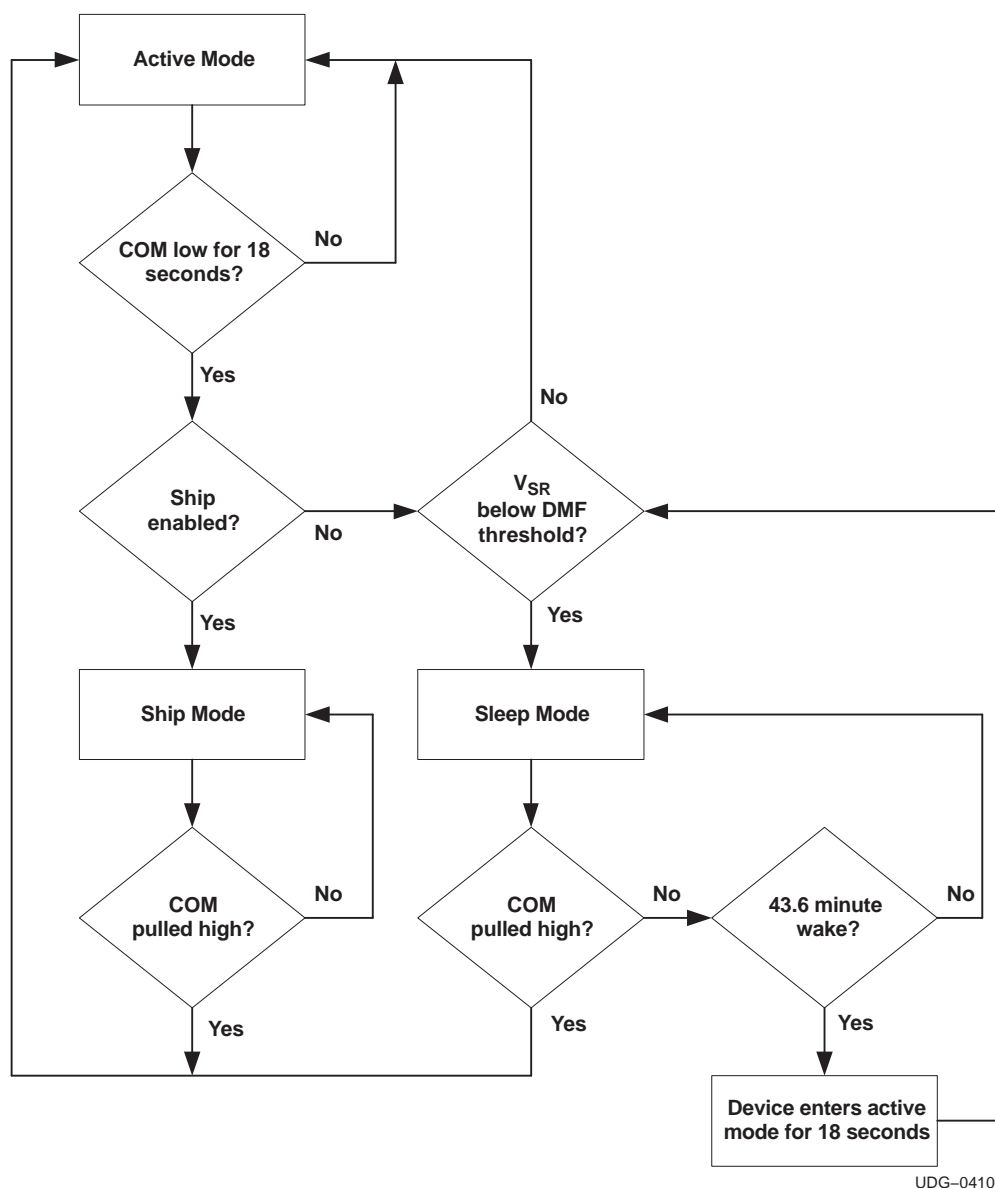 Active Mode
COM low for 18
seconds?
No
Yes
No
Ship
enabled?
No
VSR
below DMF
threshold?
Yes
Yes
Ship Mode
Sleep Mode
COM
pulled high?
No
COM
pulled high?
No
43.6 minute
wake?
No
Yes
Yes
Yes
Device enters active
mode for 18 seconds
UDG–0410